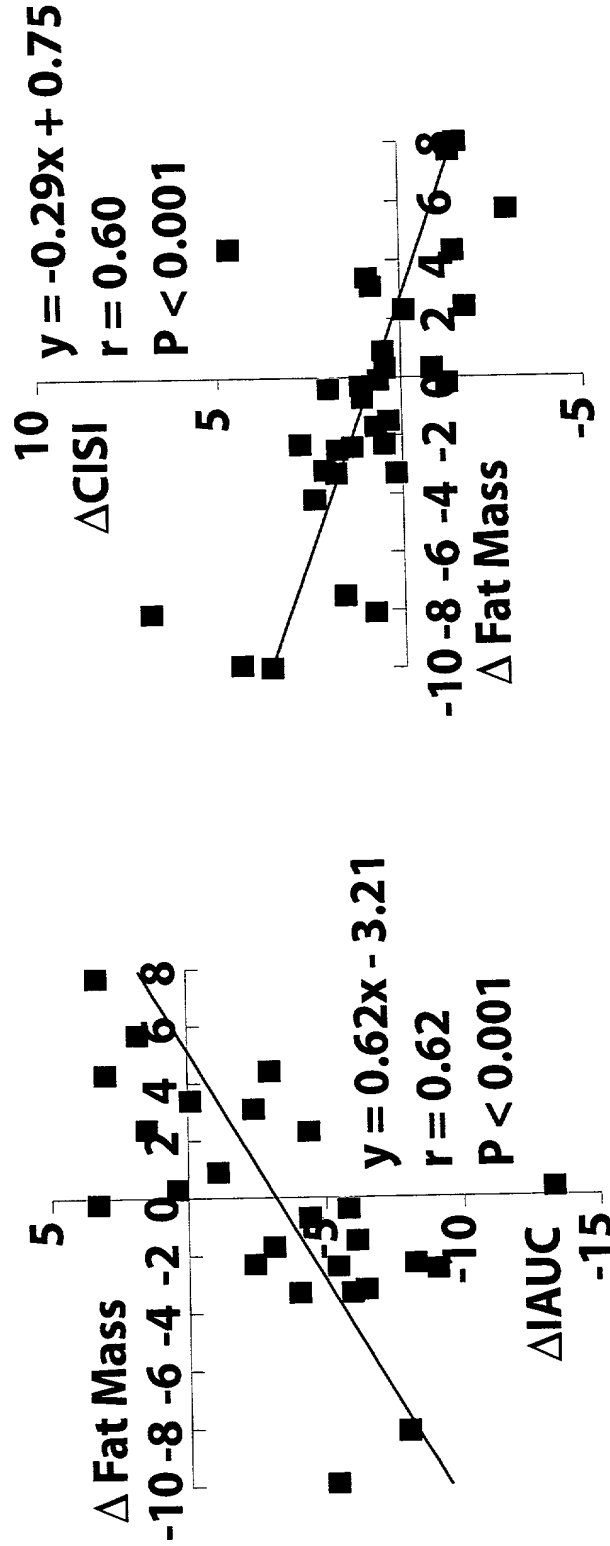 5
Δ Fat Mass
-10 -8 -6 -4 -2 0 2 4 6 8
-5
y = 0.62x - 3.21
r = 0.62
P < 0.001
-10
ΔIAUC
-15
10
y = -0.29x + 0.75
r = 0.60
P < 0.001
ΔCISI
5
-10 -8 -6 -4 -2 0 2 4 6 8
Δ Fat Mass
-5